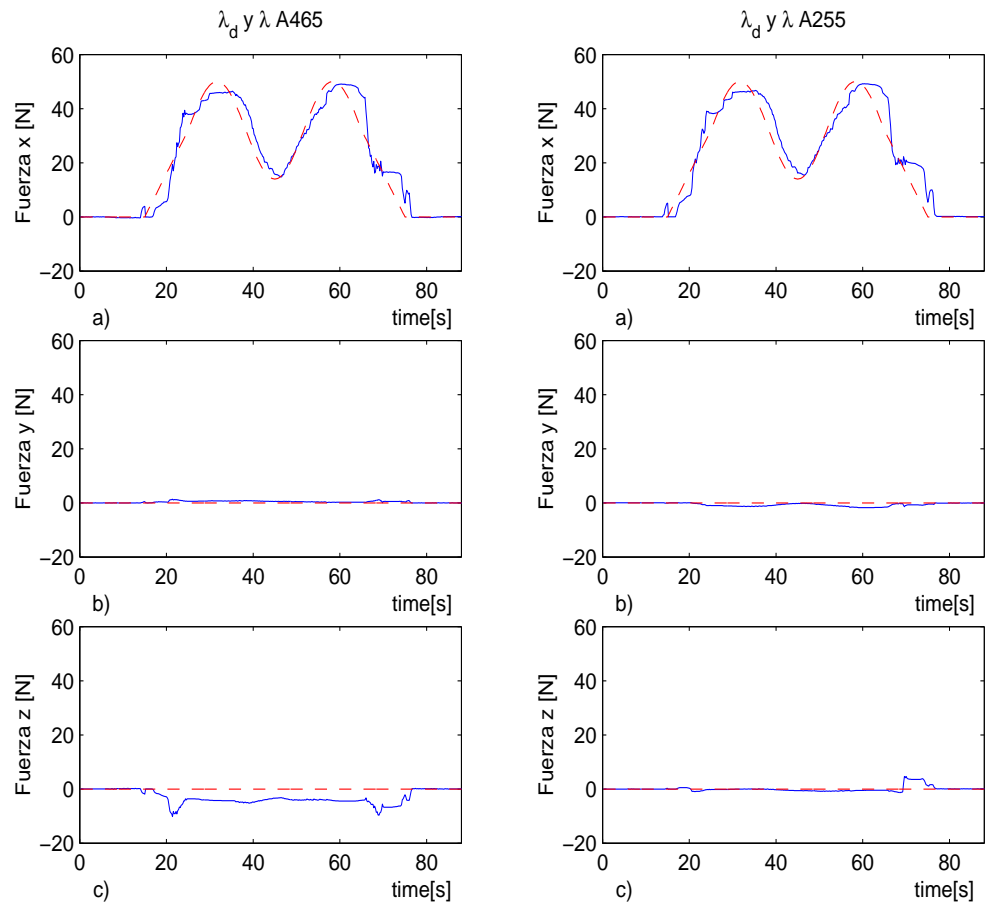 λ_d y λ A465
60
40
20
0
−20
Fuerza x [N]
0 20 40 60 80
a) time[s]
λ_d y λ A255
60
40
20
0
−20
Fuerza x [N]
0 20 40 60 80
a) time[s]
60
40
20
0
−20
Fuerza y [N]
0 20 40 60 80
b) time[s]
60
40
20
0
−20
Fuerza y [N]
0 20 40 60 80
b) time[s]
60
40
20
0
−20
Fuerza z [N]
0 20 40 60 80
c) time[s]
60
40
20
0
−20
Fuerza z [N]
0 20 40 60 80
c) time[s]